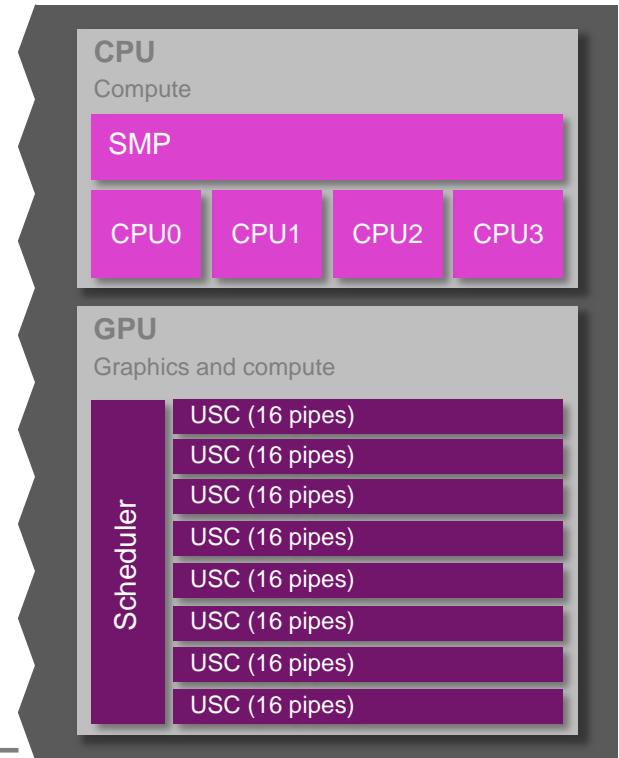 CPU
Compute
SMP
CPU0 CPU1 CPU2 CPU3
GPU
Graphics and compute
Scheduler
USC (16 pipes)
USC (16 pipes)
USC (16 pipes)
USC (16 pipes)
USC (16 pipes)
USC (16 pipes)
USC (16 pipes)
USC (16 pipes)